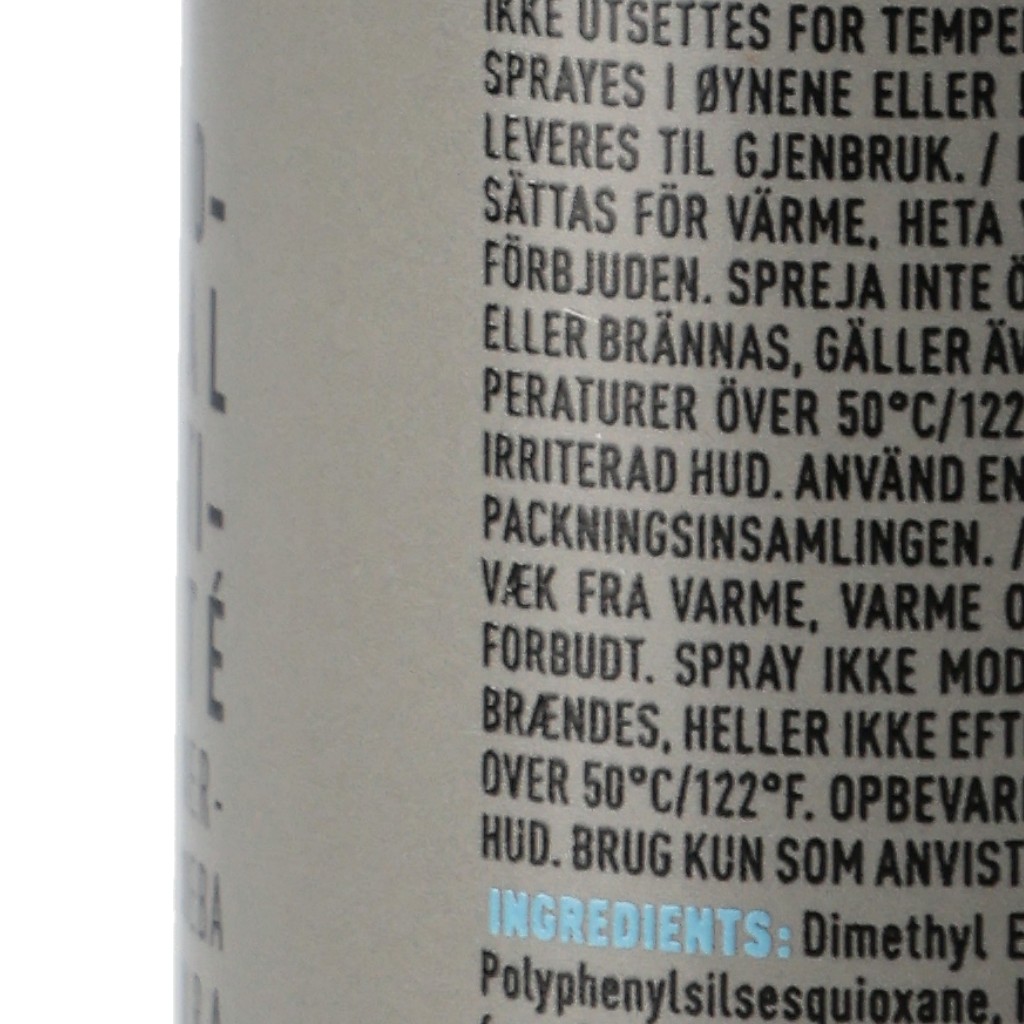 IKKE UTSETTES FOR TEMPE
SPRAYES I ØYNENE ELLER
LEVERES TIL GJENBRUK. /
SÄTTAS FÖR VÄRME, HETA
FÖRBJUDEN. SPREJA INTE
ELLER BRÄNNAS, GÄLLER ÄV
PERATURER ÖVER 50°C/122
IRRITERAD HUD. ANVÄND EN
PACKNINGSINSAMLINGEN. /
VÆK FRA VARME, VARME O
FORBUDT. SPRAY IKKE MOD
BRÆNDES, HELLER IKKE EFT
OVER 50°C/122°F. OPBEVAR
HUD. BRUG KUN SOM ANVIST
INGREDIENTS: Dimethyl E
Polyphenylsilsesquioxane,